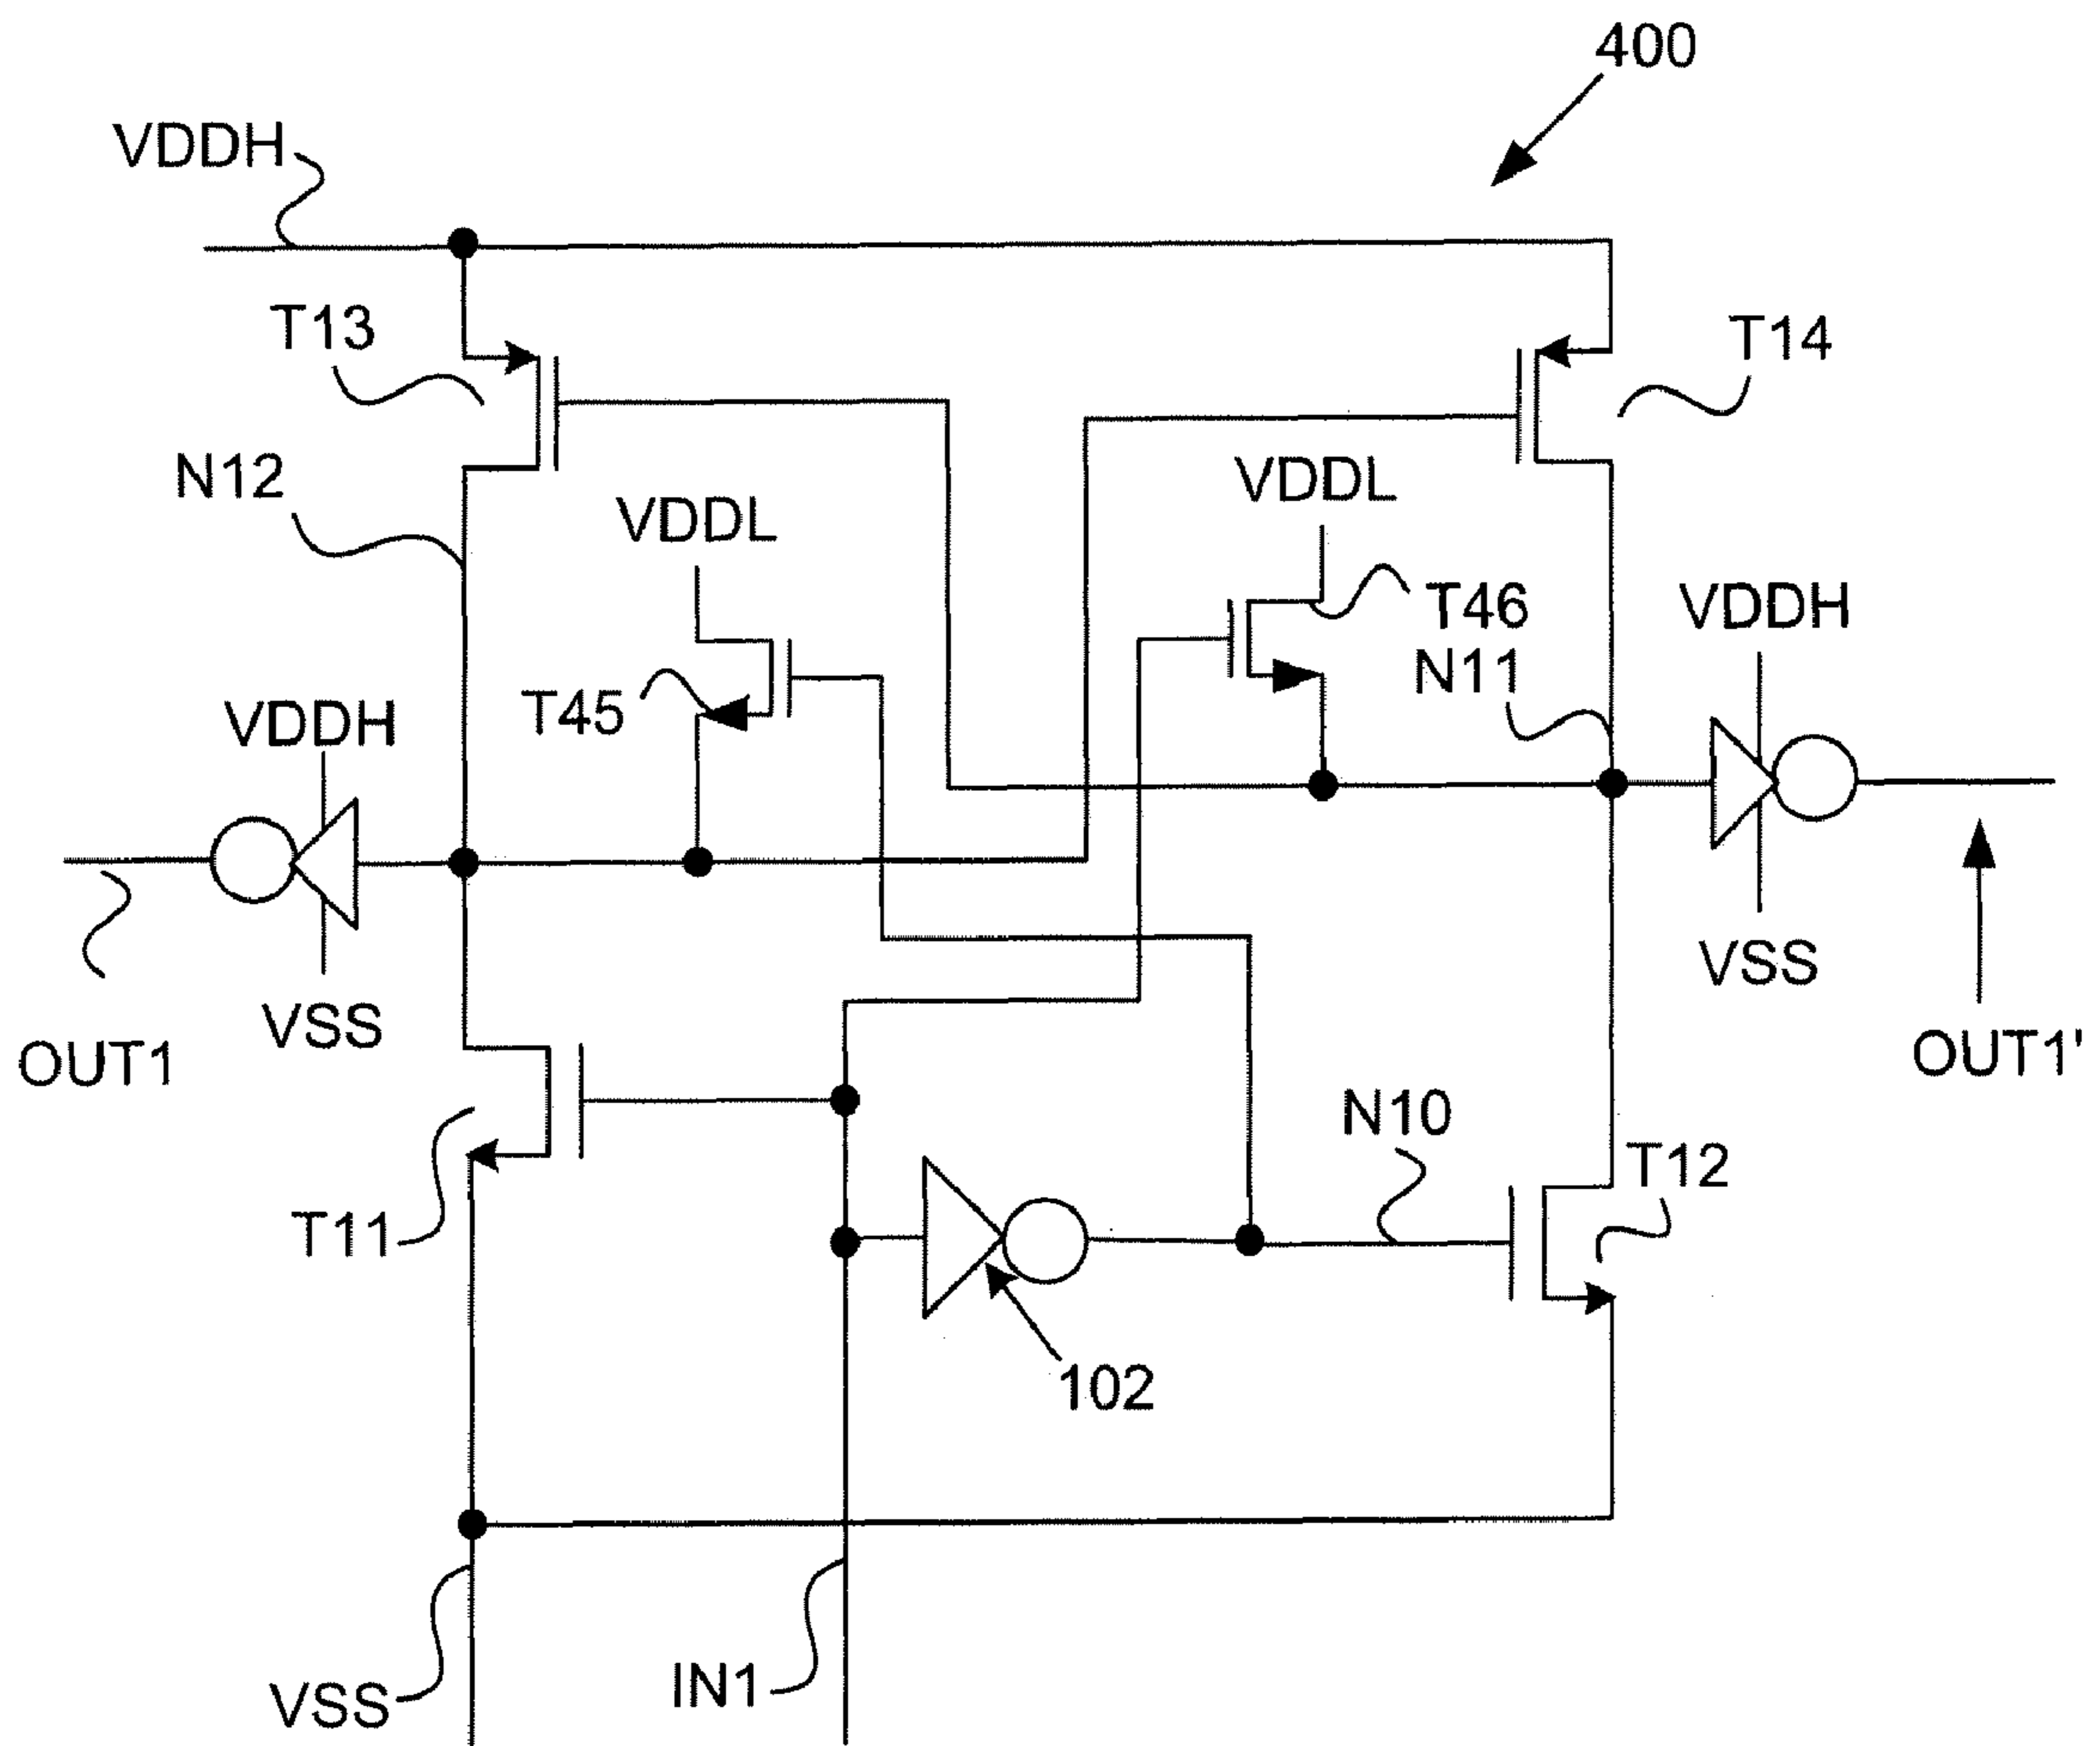 400
VDDH
T13
T14
N12
VDDL
VDDL
T46
VDDH
N11
T45
VDDH
VSS
VSS
OUT1
OUT1'
N10
T12
T11
102
IN1
VSS